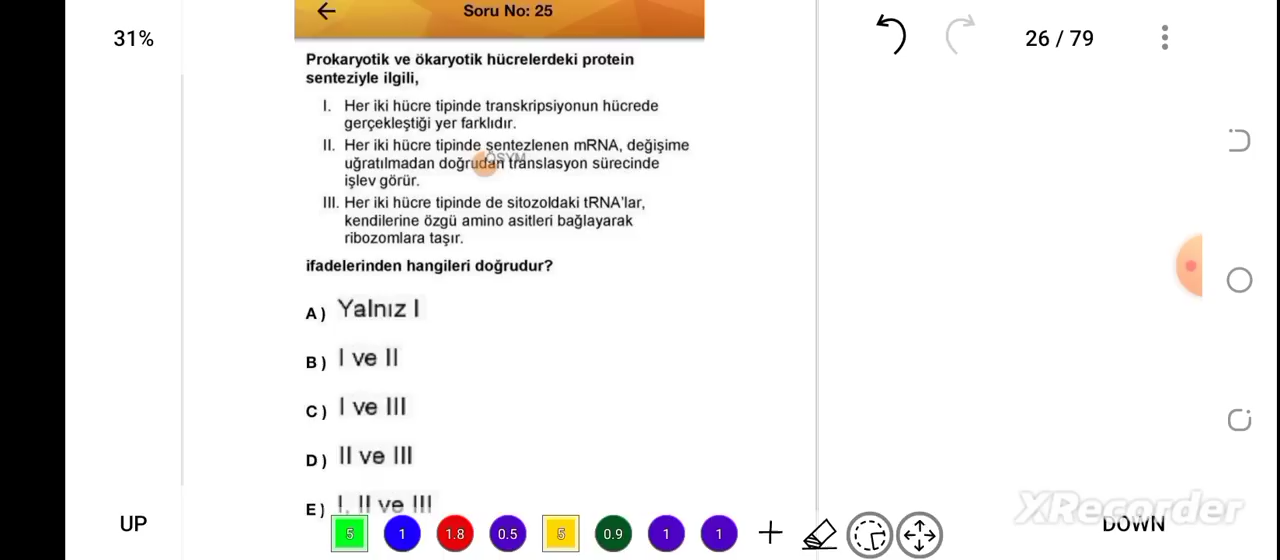 31%
Soru No: 25
26 / 79
Prokaryotik ve ökaryotik hücrelerdeki protein
senteziyle ilgili,
I. Her iki hücre tipinde transkripsiyonun hücrede
gerçekleştiği yer farklıdır.
II. Her iki hücre tipinde sentezlenen mRNA, değişime
ÖSYM
uğratılmadan doğrudan translasyon sürecinde
işlev görür.
III. Her iki hücre tipinde de sitozoldaki tRNA'lar,
kendilerine özgü amino asitleri bağlayarak
ribozomlara taşır.
ifadelerinden hangileri doğrudur?
A) Yalnız I
B) I ve II
C) I ve III
D) II ve III
E) I, II ve III
UP
5 1 1.8 0.5 5 0.9 1 1
XRecorder
DOWN